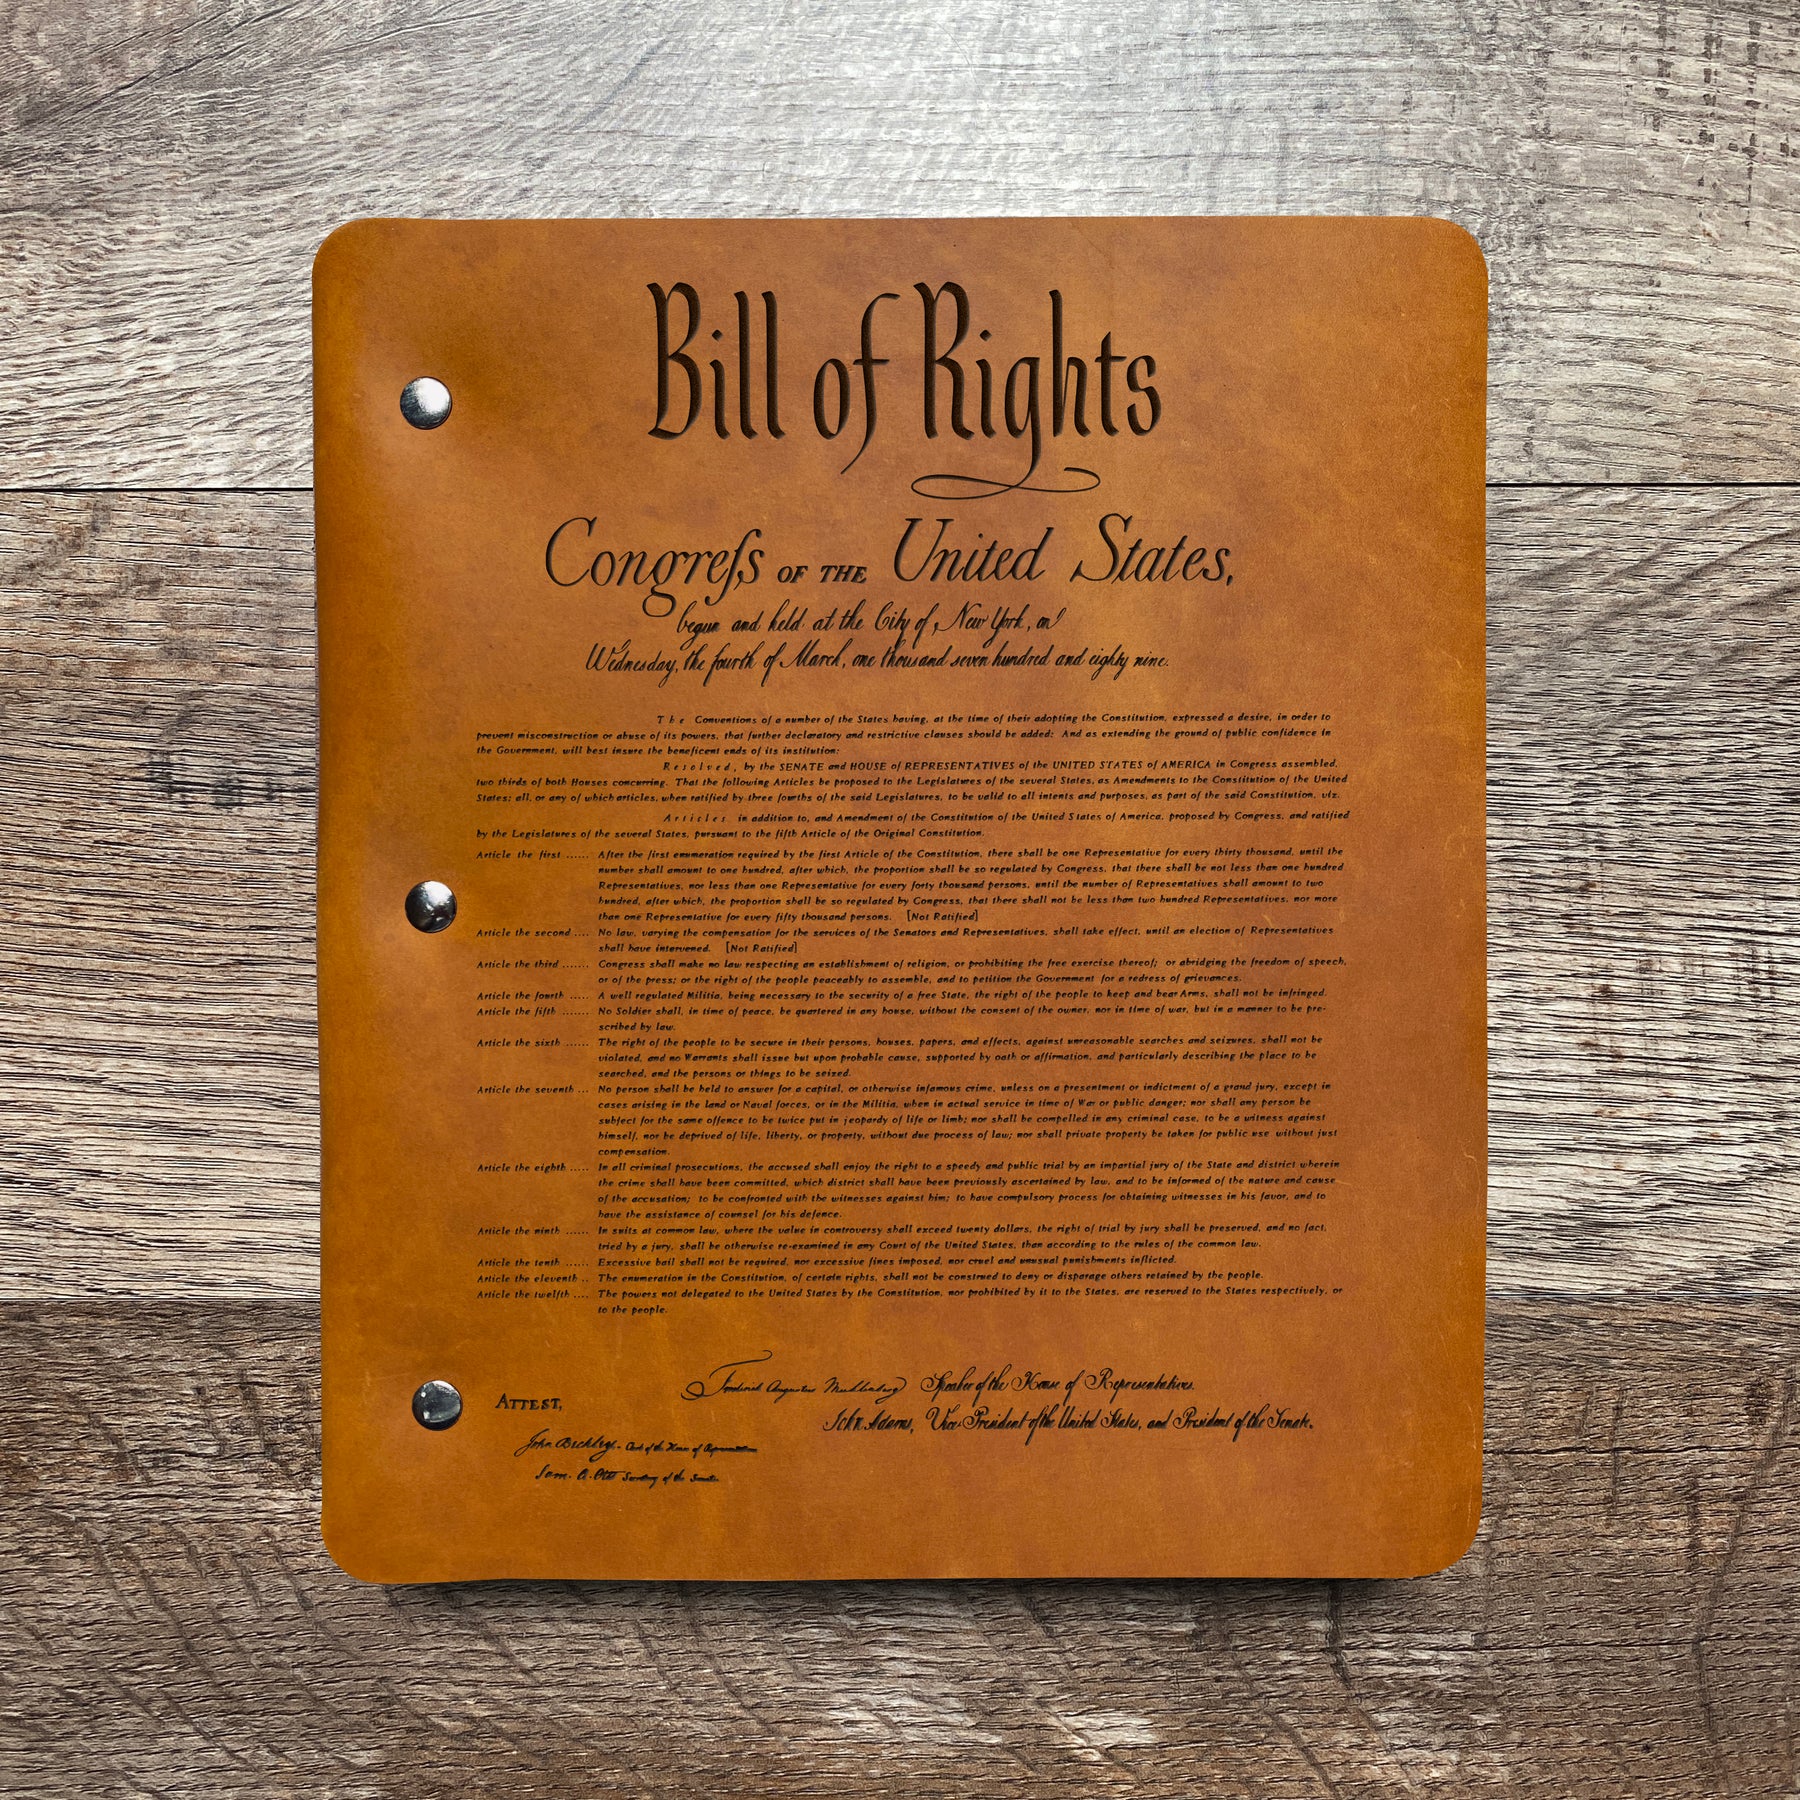 Bill of Rights
Congreſs OF THE United States,
begun and held at the City of New York, on
Wednesday, the fourth of March, one thousand seven hundred and eighty nine.
The Conventions of a number of the States having, at the time of their adopting the Constitution, expressed a desire, in order to
prevent misconstruction or abuse of its powers, that further declaratory and restrictive clauses should be added: And as extending the ground of public confidence in
the Government, will best insure the beneficent ends of its institution:
Resolved, by the SENATE and HOUSE of REPRESENTATIVES of the UNITED STATES of AMERICA in Congress assembled,
two thirds of both Houses concurring. That the following Articles be proposed to the Legislatures of the several States, as Amendments to the Constitution of the United
States; all, or any of which articles, when ratified by three fourths of the said Legislatures, to be valid to all intents and purposes, as part of the said Constitution, viz.
Articles in addition to, and Amendment of the Constitution of the United States of America, proposed by Congress, and ratified
by the Legislatures of the several States, pursuant to the fifth Article of the Original Constitution.
Article the first ...... After the first enumeration required by the first Article of the Constitution, there shall be one Representative for every thirty thousand, until the
number shall amount to one hundred, after which, the proportion shall be so regulated by Congress, that there shall be not less than one hundred
Representatives, nor less than one Representative for every forty thousand persons, until the number of Representatives shall amount to two
hundred, after which, the proportion shall be so regulated by Congress, that there shall not be less than two hundred Representatives, nor more
than one Representative for every fifty thousand persons. [Not Ratified]
Article the second .... No law, varying the compensation for the services of the Senators and Representatives, shall take effect, until an election of Representatives
shall have intervened. [Not Ratified]
Article the third ....... Congress shall make no law respecting an establishment of religion, or prohibiting the free exercise thereof; or abridging the freedom of speech,
or of the press; or the right of the people peaceably to assemble, and to petition the Government for a redress of grievances.
Article the fourth ..... A well regulated Militia, being necessary to the security of a free State, the right of the people to keep and bear Arms, shall not be infringed.
Article the fifth ....... No Soldier shall, in time of peace, be quartered in any house, without the consent of the owner, nor in time of war, but in a manner to be pre-
scribed by law.
Article the sixth ...... The right of the people to be secure in their persons, houses, papers, and effects, against unreasonable searches and seizures, shall not be
violated, and no Warrants shall issue but upon probable cause, supported by oath or affirmation, and particularly describing the place to be
searched, and the persons or things to be seized.
Article the seventh ... No person shall be held to answer for a capital, or otherwise infamous crime, unless on a presentment or indictment of a grand jury, except in
cases arising in the land or Naval forces, or in the Militia, when in actual service in time of War or public danger; nor shall any person be
subject for the same offence to be twice put in jeopardy of life or limb; nor shall be compelled in any criminal case, to be a witness against
himself, nor be deprived of life, liberty, or property, without due process of law; nor shall private property be taken for public use without just
compensation.
Article the eighth ..... In all criminal prosecutions, the accused shall enjoy the right to a speedy and public trial by an impartial jury of the State and district wherein
the crime shall have been committed, which district shall have been previously ascertained by law, and to be informed of the nature and cause
of the accusation; to be confronted with the witnesses against him; to have compulsory process for obtaining witnesses in his favor, and to
have the assistance of counsel for his defence.
Article the ninth ...... In suits at common law, where the value in controversy shall exceed twenty dollars, the right of trial by jury shall be preserved, and no fact,
tried by a jury, shall be otherwise re-examined in any Court of the United States, than according to the rules of the common law.
Article the tenth ...... Excessive bail shall not be required, nor excessive fines imposed, nor cruel and unusual punishments inflicted.
Article the eleventh .. The enumeration in the Constitution, of certain rights, shall not be construed to deny or disparage others retained by the people.
Article the twelfth .... The powers not delegated to the United States by the Constitution, nor prohibited by it to the States, are reserved to the States respectively, or
to the people.
Frederick Augustus Muhlenberg Speaker of the House of Representatives.
ATTEST,
John Adams, Vice-President of the United States, and President of the Senate.
John Beckley - Clerk of the House of Representatives
Sam. A. Otis Secretary of the Senate.